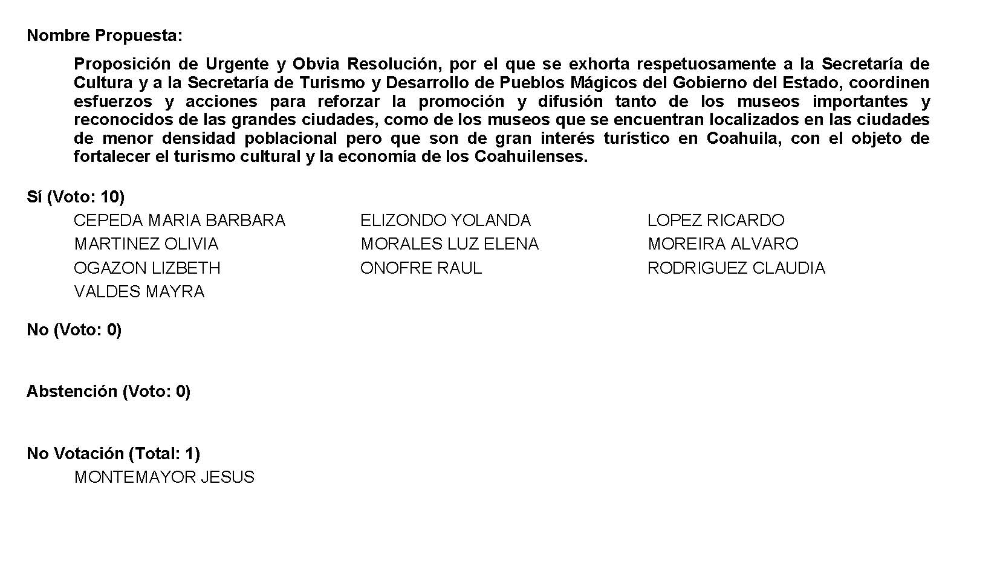 Nombre Propuesta:
Proposición de Urgente y Obvia Resolución, por el que se exhorta respetuosamente a la Secretaría de
Cultura y a la Secretaría de Turismo y Desarrollo de Pueblos Mágicos del Gobierno del Estado, coordinen
esfuerzos y acciones para reforzar la promoción y difusión tanto de los museos importantes y
reconocidos de las grandes ciudades, como de los museos que se encuentran localizados en las ciudades
de menor densidad poblacional pero que son de gran interés turístico en Coahuila, con el objeto de
fortalecer el turismo cultural y la economía de los Coahuilenses.
Sí (Voto: 10)
CEPEDA MARIA BARBARA ELIZONDO YOLANDA LOPEZ RICARDO
MARTINEZ OLIVIA MORALES LUZ ELENA MOREIRA ALVARO
OGAZON LIZBETH ONOFRE RAUL RODRIGUEZ CLAUDIA
VALDES MAYRA
No (Voto: 0)
Abstención (Voto: 0)
No Votación (Total: 1)
MONTEMAYOR JESUS